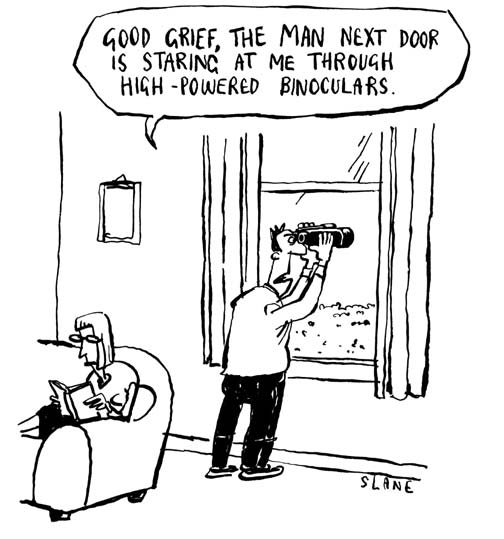 GOOD GRIEF, THE MAN NEXT DOOR
IS STARING AT ME THROUGH
HIGH-POWERED BINOCULARS.
SLANE